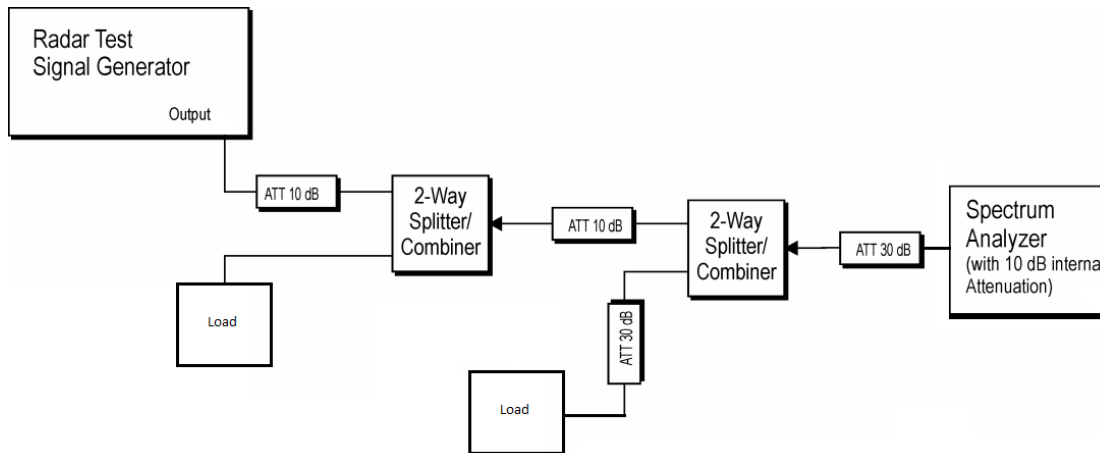 Radar Test
Signal Generator
Output
ATT 10 dB
2-Way
Splitter/
Combiner
ATT 10 dB
2-Way
Splitter/
Combiner
ATT 30 dB
Spectrum
Analyzer
(with 10 dB interna
Attenuation)
Load
ATT 30 dB
Load